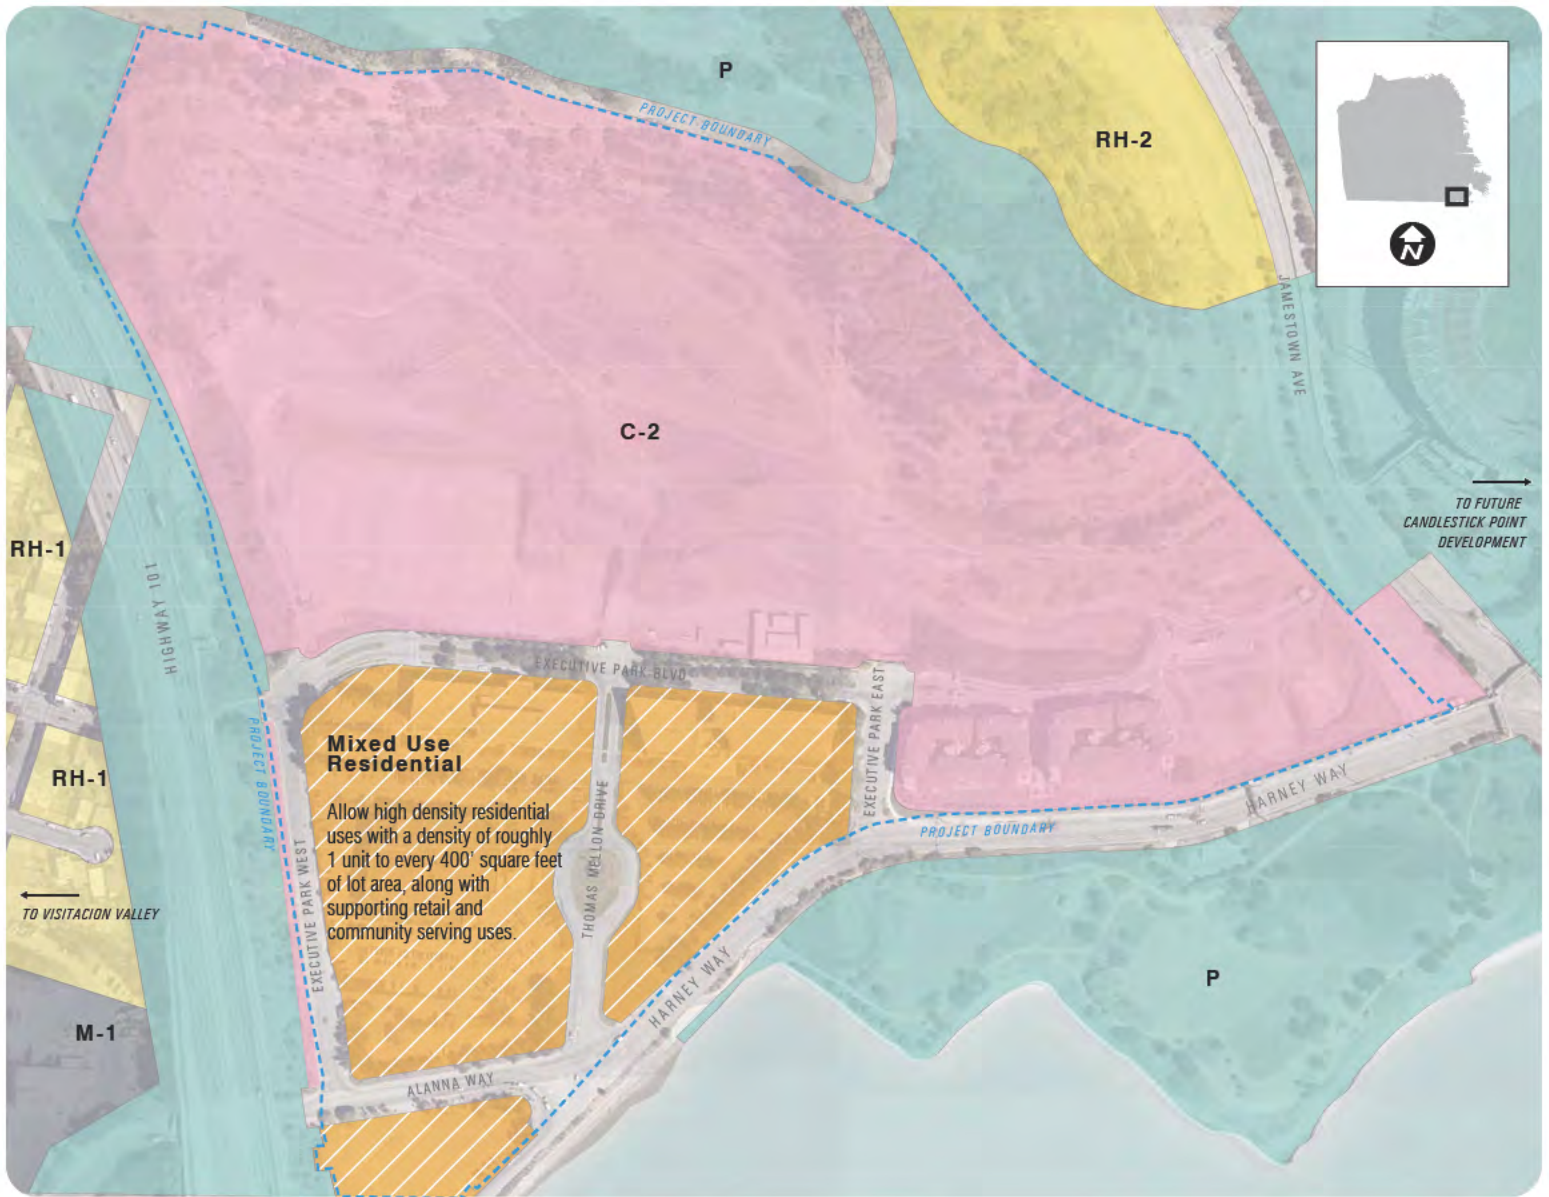 P
PROJECT BOUNDARY
RH-2
N
JAMESTOWN AVE
C-2
TO FUTURE
CANDLESTICK POINT
DEVELOPMENT
RH-1
HIGHWAY 101
EXECUTIVE PARK BLVD
EXECUTIVE PARK EAST
PROJECT BOUNDARY
Mixed Use
Residential
Allow high density residential
uses with a density of roughly
1 unit to every 400' square feet
of lot area, along with
supporting retail and
community serving uses.
THOMAS MELLON DRIVE
RH-1
HARNEY WAY
PROJECT BOUNDARY
EXECUTIVE PARK WEST
TO VISITACION VALLEY
HARNEY WAY
P
M-1
ALANNA WAY